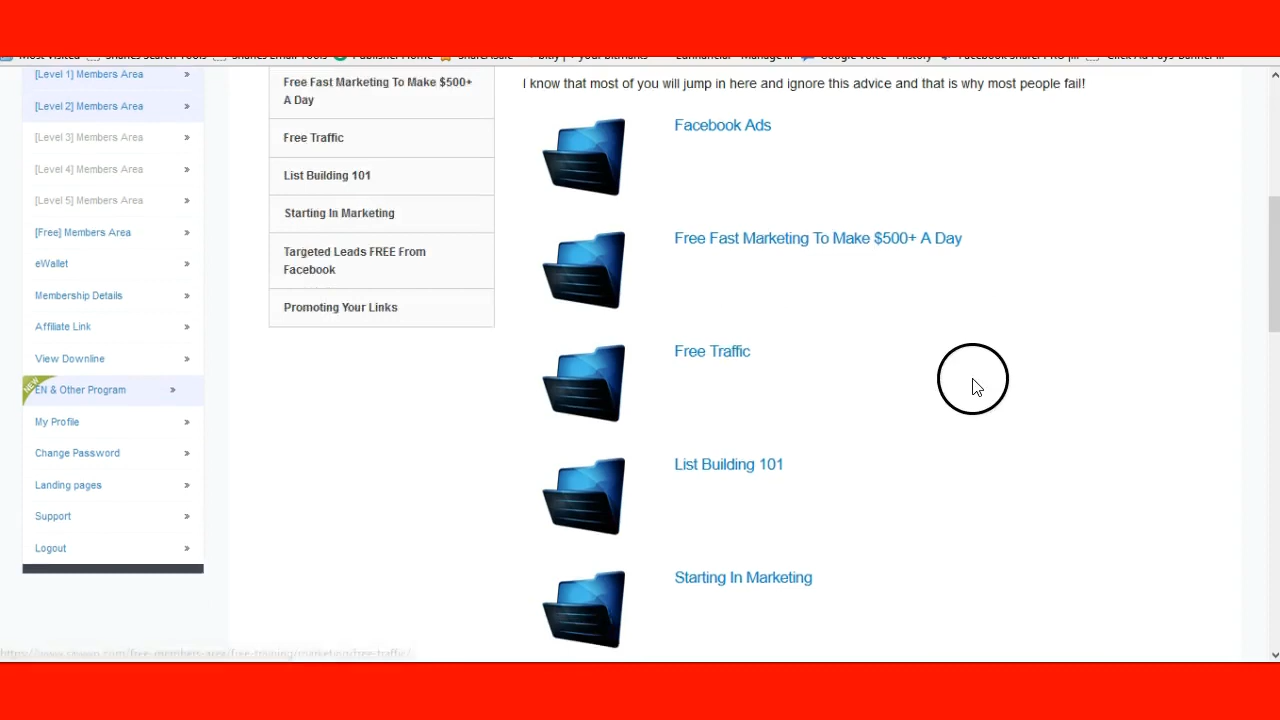 [Level 1] Members Area »
[Level 2] Members Area »
[Level 3] Members Area »
[Level 4] Members Area »
[Level 5] Members Area »
[Free] Members Area »
eWallet »
Membership Details »
Affiliate Link »
View Downline »
NEW
EN & Other Program »
My Profile »
Change Password »
Landing pages »
Support »
Logout »
Free Fast Marketing To Make $500+
A Day
Free Traffic
List Building 101
Starting In Marketing
Targeted Leads FREE From
Facebook
Promoting Your Links
I know that most of you will jump in here and ignore this advice and that is why most people fail!
Facebook Ads
Free Fast Marketing To Make $500+ A Day
Free Traffic
List Building 101
Starting In Marketing